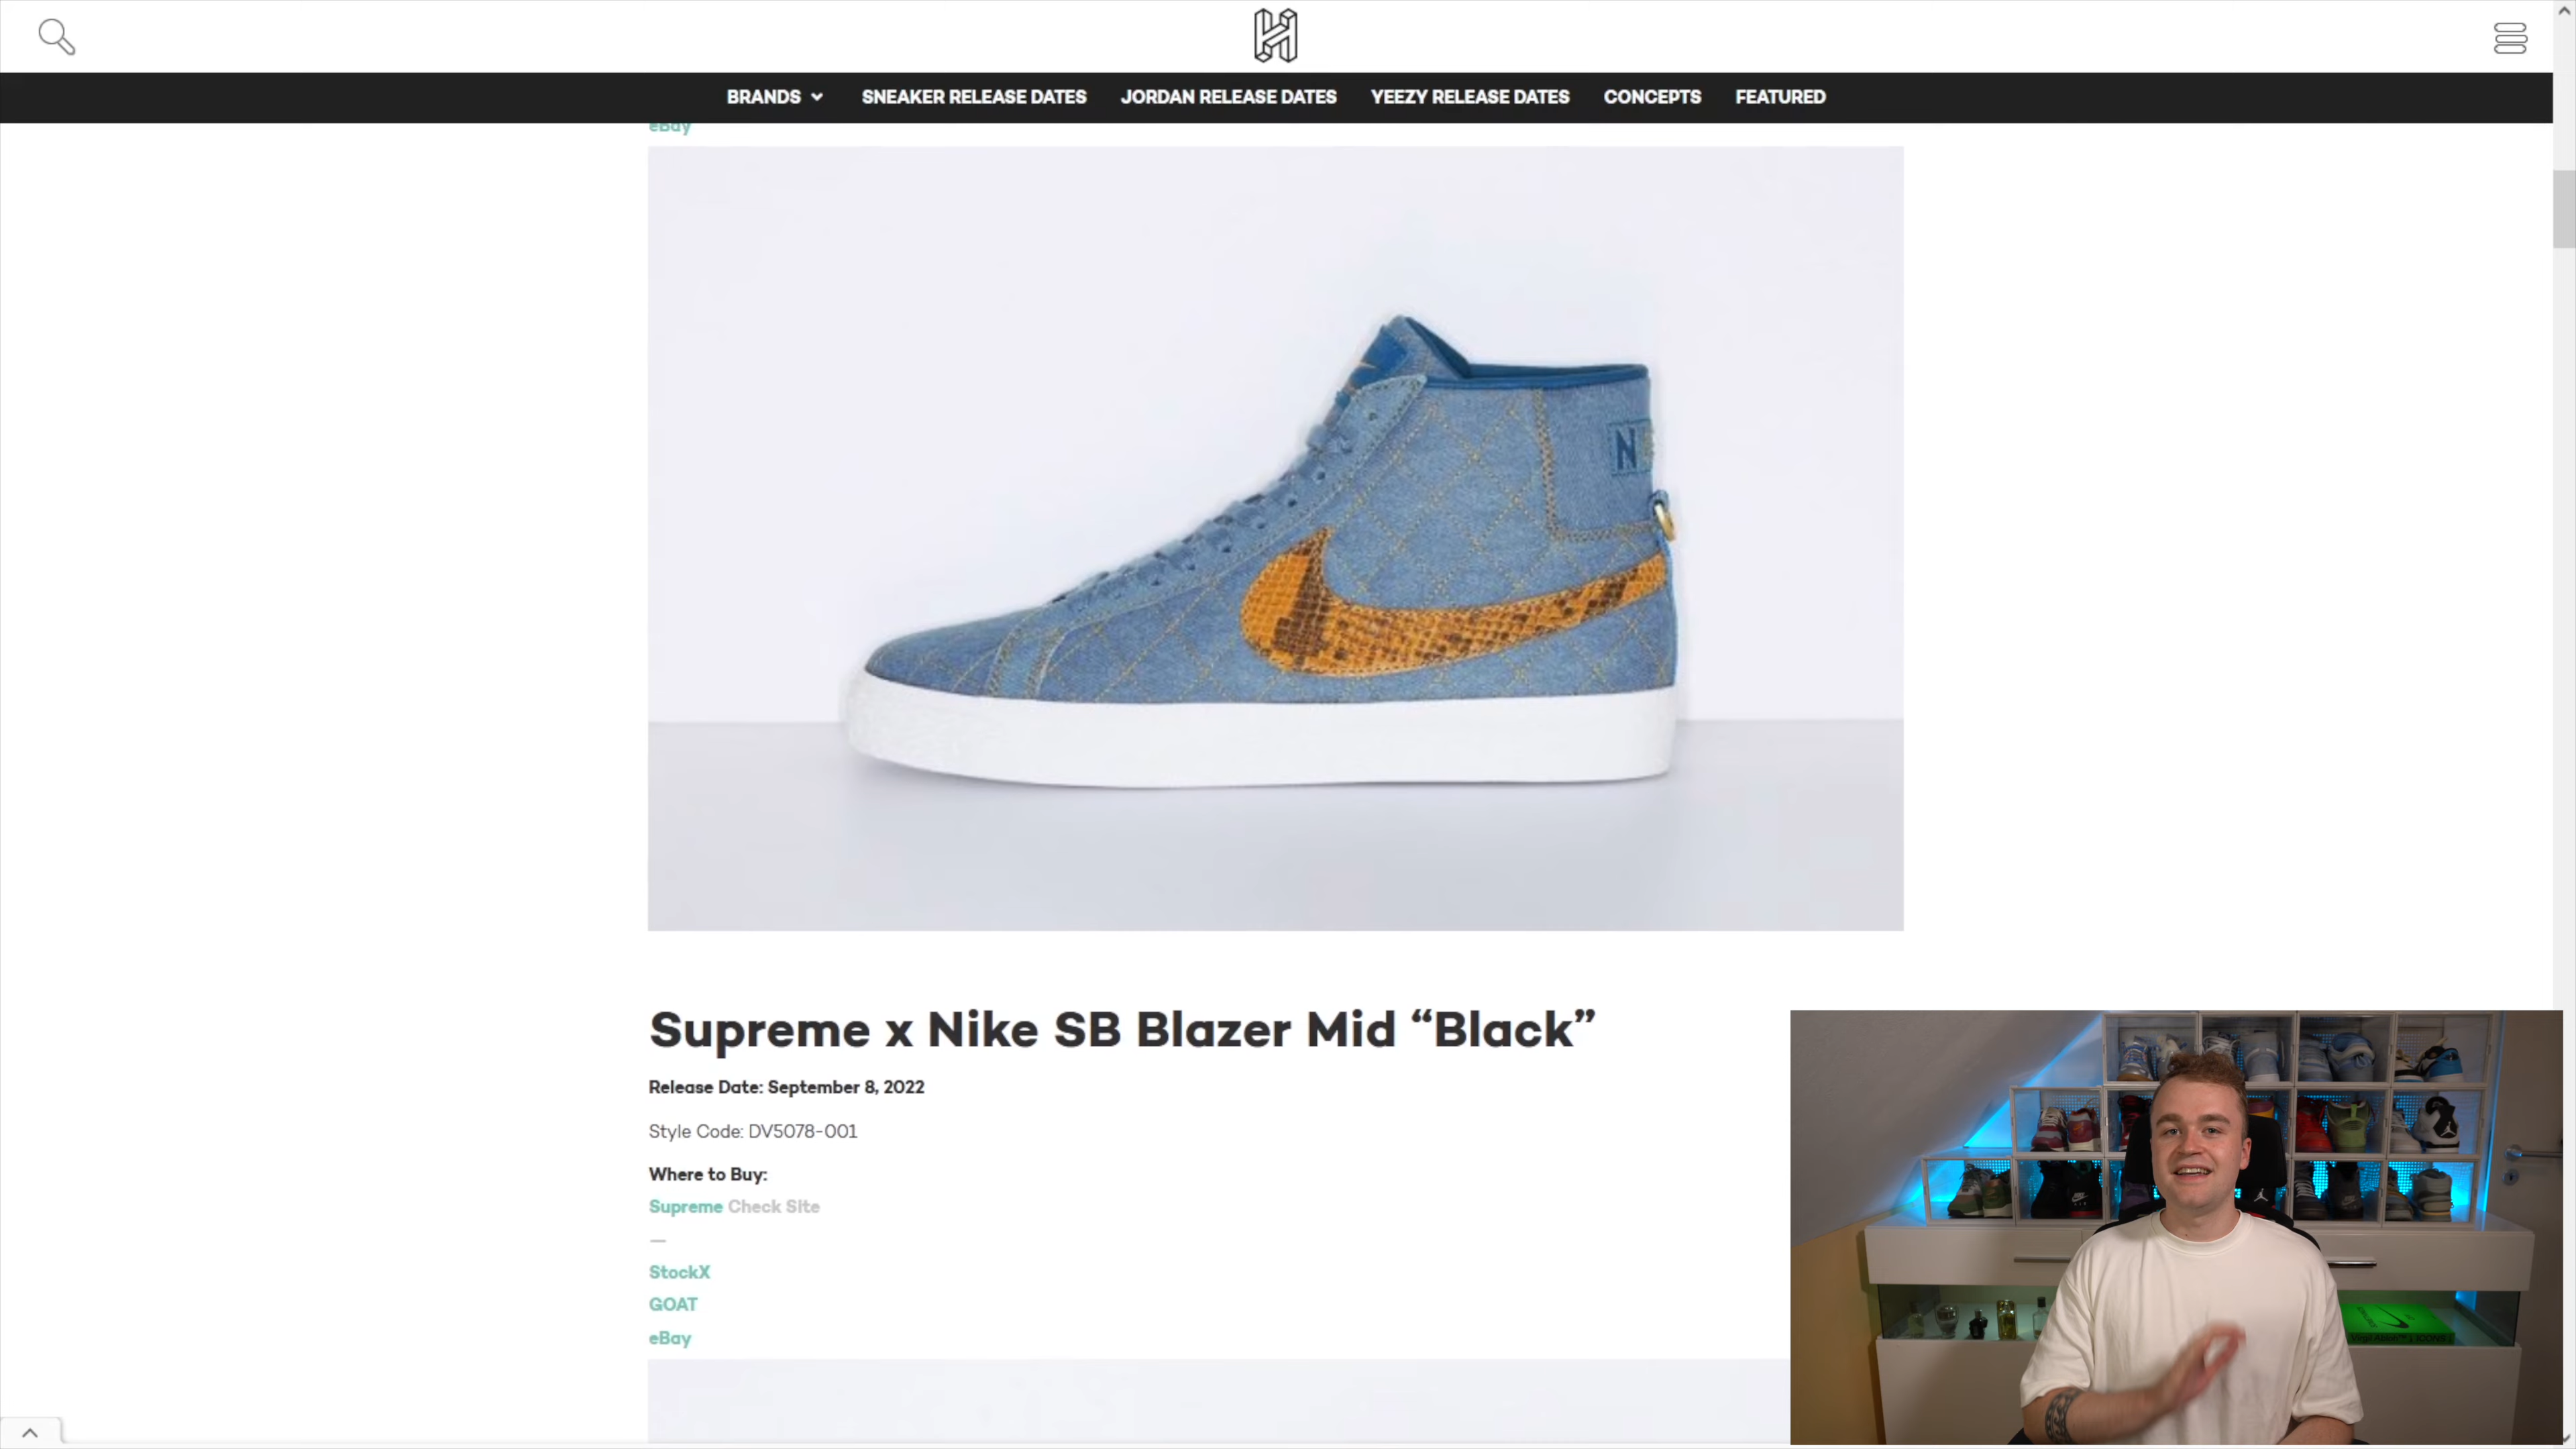 BRANDS SNEAKER RELEASE DATES JORDAN RELEASE DATES YEEZY RELEASE DATES CONCEPTS FEATURED
eBay
N
Supreme x Nike SB Blazer Mid “Black”
Release Date: September 8, 2022
Style Code: DV5078-001
Where to Buy:
Supreme Check SIte
—
StockX
GOAT
eBay